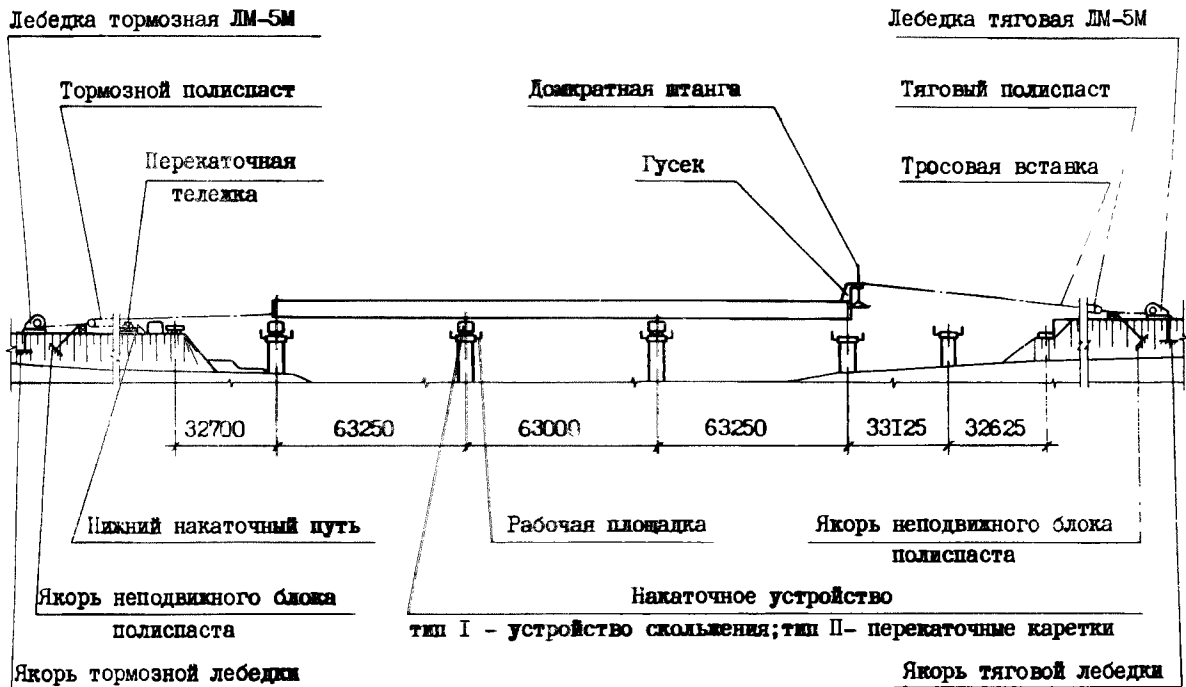 Лебедка тормозная ЛМ-5М
Лебедка тяговая ЛМ-5М
Тормозной полиспаст
Домкратная штанга
Тяговый полиспаст
Перекаточная
тележка
Гусек
Тросовая вставка
32700
63250
63000
63250
33125
32625
Нижний накаточный путь
Рабочая площадка
Якорь неподвижного блока
полиспаста
Якорь неподвижного блока
полиспаста
Накаточное устройство
тип I - устройство скольжения; тип II- перекаточные каретки
Якорь тормозной лебедки
Якорь тяговой лебедки